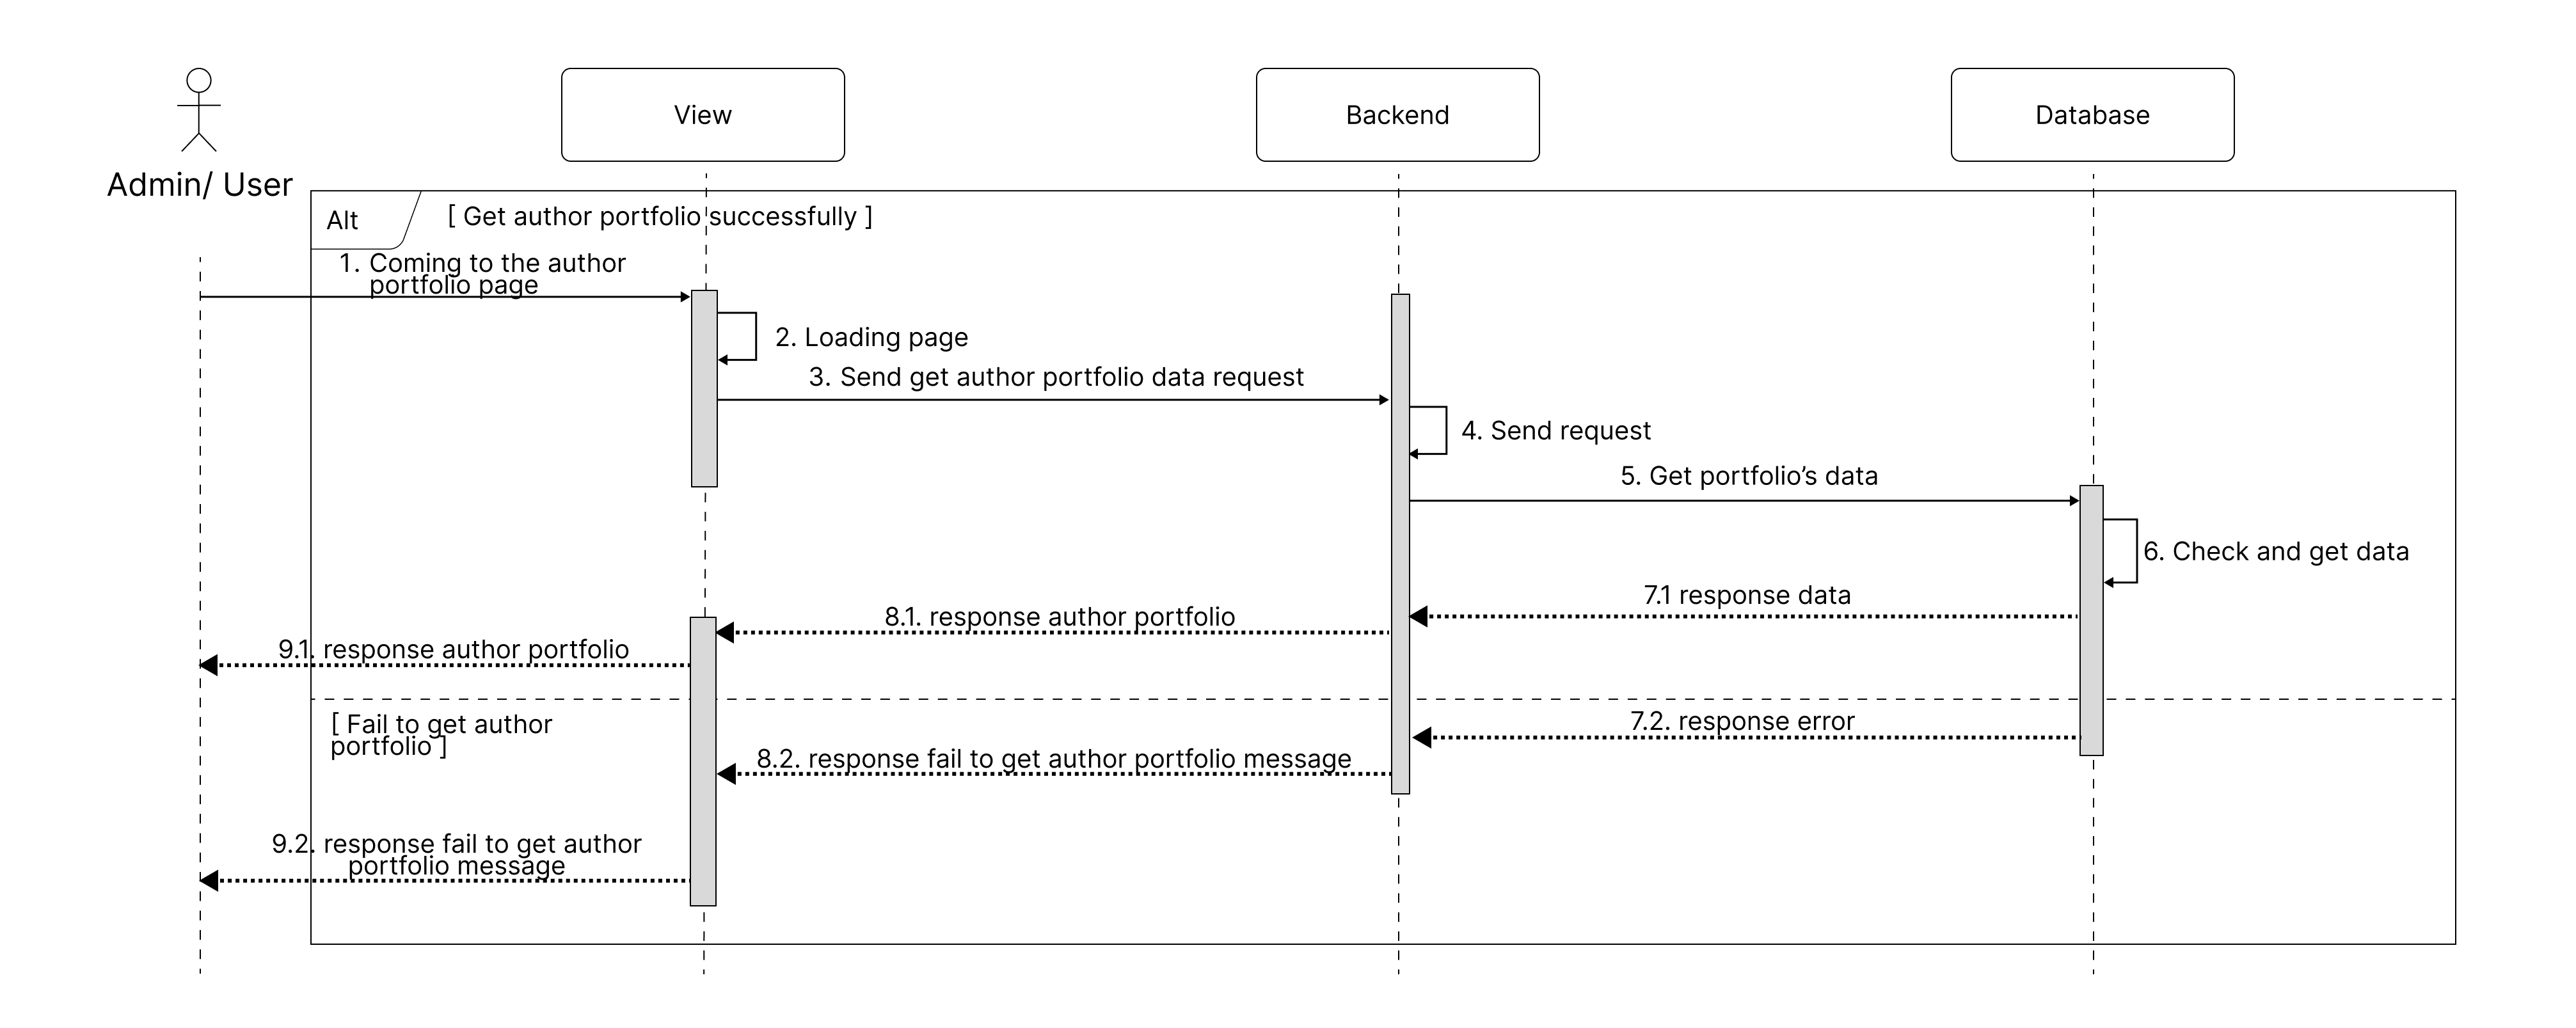 View
Backend
Database
Admin/ User
Alt
[ Get author portfolio successfully ]
1. Coming to the author
portfolio page
2. Loading page
3. Send get author portfolio data request
4. Send request
5. Get portfolio’s data
6. Check and get data
7.1 response data
8.1. response author portfolio
9.1. response author portfolio
[ Fail to get author
portfolio ]
7.2. response error
8.2. response fail to get author portfolio message
9.2. response fail to get author
portfolio message